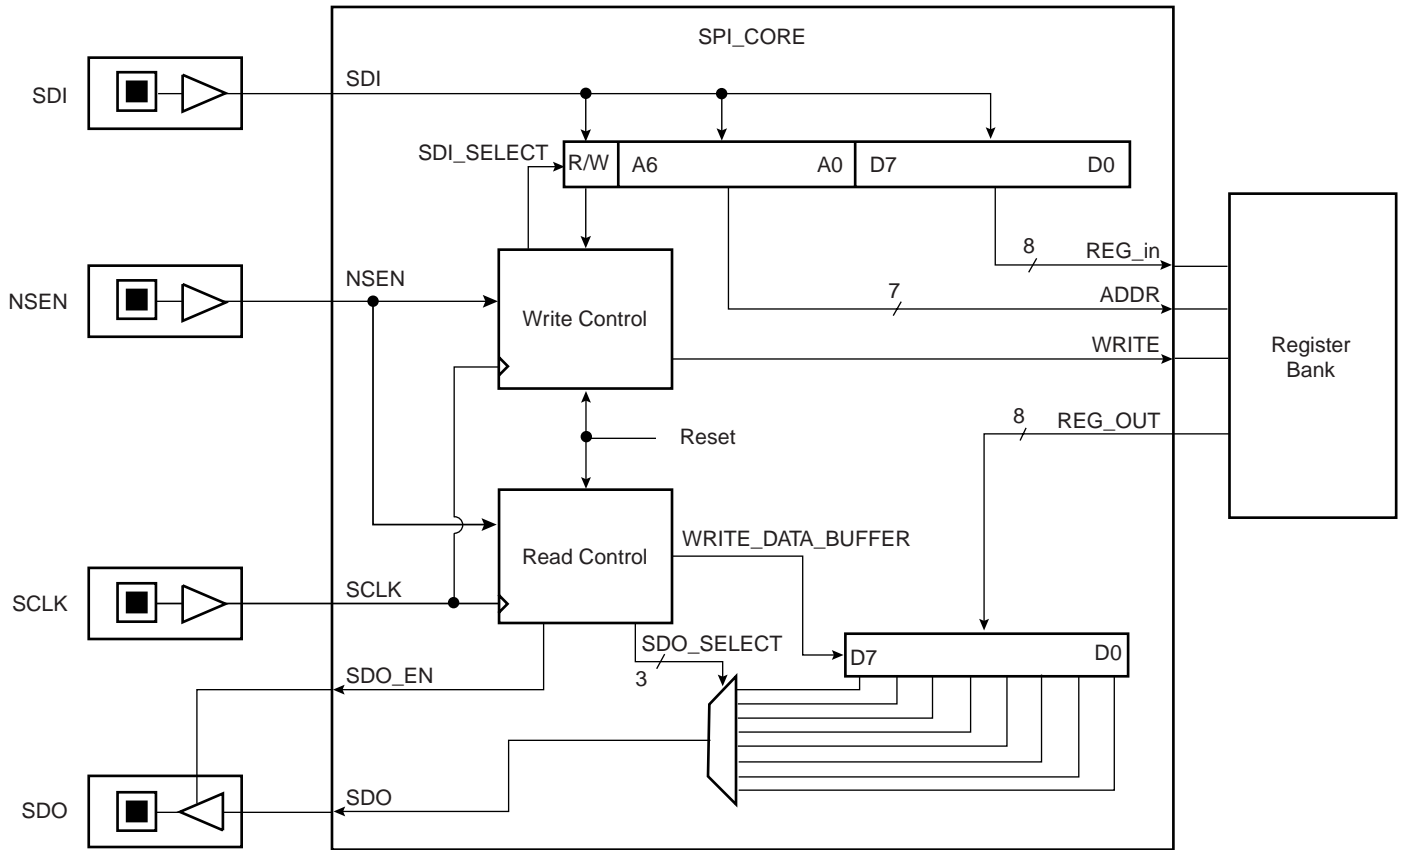 SPI_CORE
SDI
SDI
SDI_SELECT
R/W
A6
A0
D7
D0
8
REG_in
NSEN
NSEN
7
ADDR
Write Control
WRITE
Register
Bank
8
REG_OUT
Reset
WRITE_DATA_BUFFER
Read Control
SCLK
SCLK
SDO_SELECT
3
D7
D0
SDO_EN
SDO
SDO